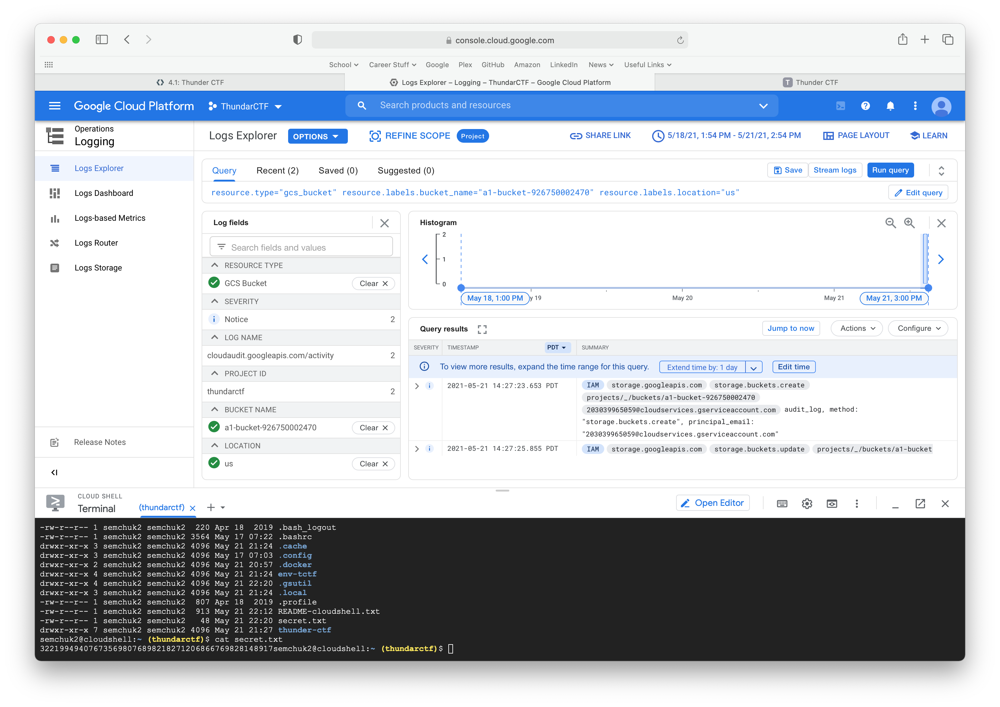 console.cloud.google.com
School Career Stuff Google Plex GitHub Amazon LinkedIn News Useful Links
4.1: Thunder CTF
Logs Explorer – Logging – ThundarCTF – Google Cloud Platform
T Thunder CTF
Google Cloud Platform ThundarCTF Search products and resources
Operations
Logging
Logs Explorer OPTIONS REFINE SCOPE Project SHARE LINK 5/18/21, 1:54 PM - 5/21/21, 2:54 PM PAGE LAYOUT LEARN
Logs Explorer
Logs Dashboard
Logs-based Metrics
Logs Router
Logs Storage
Release Notes
Query Recent (2) Saved (0) Suggested (0) Save Stream logs Run query
resource.type="gcs_bucket" resource.labels.bucket_name="a1-bucket-926750002470" resource.labels.location="us" Edit query
Log fields
Search fields and values
RESOURCE TYPE
GCS Bucket Clear
SEVERITY
Notice 2
LOG NAME
cloudaudit.googleapis.com/activity 2
PROJECT ID
thundarctf 2
BUCKET NAME
a1-bucket-926750002470 Clear
LOCATION
us Clear
Histogram
2
1
0
May 18, 1:00 PM y 19 May 20 May 21 May 21, 3:00 PM
Query results Jump to now Actions Configure
SEVERITY TIMESTAMP PDT SUMMARY
To view more results, expand the time range for this query. Extend time by: 1 day Edit time
2021-05-21 14:27:23.653 PDT IAM storage.googleapis.com storage.buckets.create
projects/_/buckets/a1-bucket-926750002470
203039965059@cloudservices.gserviceaccount.com audit_log, method:
"storage.buckets.create", principal_email:
"203039965059@cloudservices.gserviceaccount.com"
2021-05-21 14:27:25.855 PDT IAM storage.googleapis.com storage.buckets.update projects/_/buckets/a1-bucket
CLOUD SHELL
Terminal (thundarctf) Open Editor
-rw-r--r-- 1 semchuk2 semchuk2 220 Apr 18 2019 .bash_logout
-rw-r--r-- 1 semchuk2 semchuk2 3564 May 17 07:22 .bashrc
drwxr-xr-x 3 semchuk2 semchuk2 4096 May 21 21:24 .cache
drwxr-xr-x 3 semchuk2 semchuk2 4096 May 17 07:03 .config
drwxr-xr-x 2 semchuk2 semchuk2 4096 May 21 20:57 .docker
drwxr-xr-x 4 semchuk2 semchuk2 4096 May 21 21:24 env-tctf
drwxr-xr-x 4 semchuk2 semchuk2 4096 May 21 22:20 .gsutil
drwxr-xr-x 3 semchuk2 semchuk2 4096 May 21 21:24 .local
-rw-r--r-- 1 semchuk2 semchuk2 807 Apr 18 2019 .profile
-rw-r--r-- 1 semchuk2 semchuk2 913 May 21 22:12 README-cloudshell.txt
-rw-r--r-- 1 semchuk2 semchuk2 48 May 21 22:20 secret.txt
drwxr-xr-x 7 semchuk2 semchuk2 4096 May 21 21:27 thunder-ctf
semchuk2@cloudshell:~ (thundarctf)$ cat secret.txt
322199494076735698076898218271206866769828148917semchuk2@cloudshell:~ (thundarctf)$